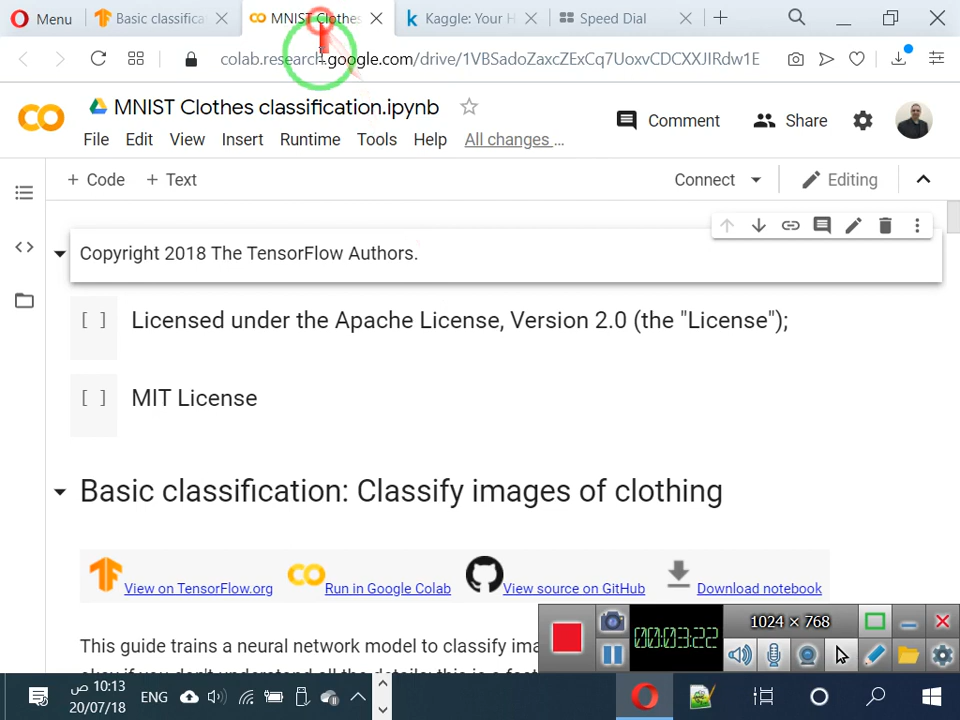 Menu
Basic classifica
MNIST Clothes
Kaggle: Your H
Speed Dial
colab.research.google.com/drive/1VBSadoZaxcZExCq7UoxvCDCXXJIRdw1E
MNIST Clothes classification.ipynb
Comment
Share
File Edit View Insert Runtime Tools Help All changes …
+ Code + Text
Connect
Editing
Copyright 2018 The TensorFlow Authors.
[ ] Licensed under the Apache License, Version 2.0 (the "License");
[ ] MIT License
Basic classification: Classify images of clothing
View on TensorFlow.org
Run in Google Colab
View source on GitHub
Download notebook
1024 × 768
00:03:22
This guide trains a neural network model to classify ima
10:13 ص
ENG
20/07/18